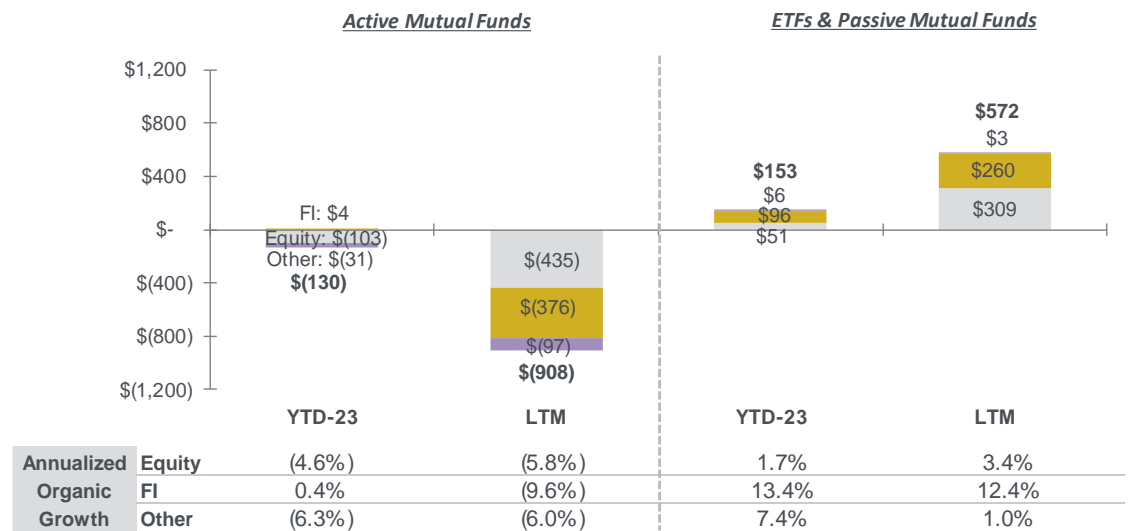 Active Mutual Funds
ETFs & Passive Mutual Funds
$1,200
$800
$400
$-
$(400)
$(800)
$(1,200)
FI: $4
Equity: $(103)
Other: $(31)
$(130)
$(435)
$(376)
$(97)
$(908)
$153
$6
$96
$51
$572
$3
$260
$309
YTD-23 LTM YTD-23 LTM
Annualized Equity (4.6%) (5.8%) 1.7% 3.4%
Organic FI 0.4% (9.6%) 13.4% 12.4%
Growth Other (6.3%) (6.0%) 7.4% 1.0%